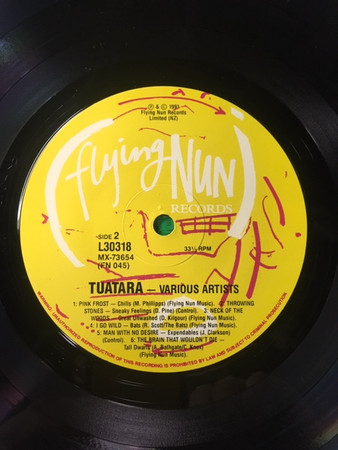 ℗ & © 1985
Flying Nun Records
Limited (NZ)
flying NUN
RECORDS
SIDE 2
L30318
33⅓ RPM
MX-73654
(FN 045)
TUATARA — VARIOUS ARTISTS
1: PINK FROST — Chills (M. Phillipps) (Flying Nun Music). 2: THROWING
STONES — Sneaky Feelings (D. Pine) (Control). 3: NECK OF THE
WOODS — Great Unwashed (D. Kilgour) (Flying Nun Music).
4: I GO WILD — Bats (R. Scott/The Bats) (Flying Nun Music).
5: MAN WITH NO DESIRE — Expendables (J. Clarkson)
(Control). 6: THE BRAIN THAT WOULDN'T DIE —
Tall Dwarfs (A. Bathgate/C. Knox)
(Flying Nun Music).
WARNING: UNAUTHORISED REPRODUCTION OF THIS RECORDING IS PROHIBITED BY LAW AND SUBJECT TO CRIMINAL PROSECUTION